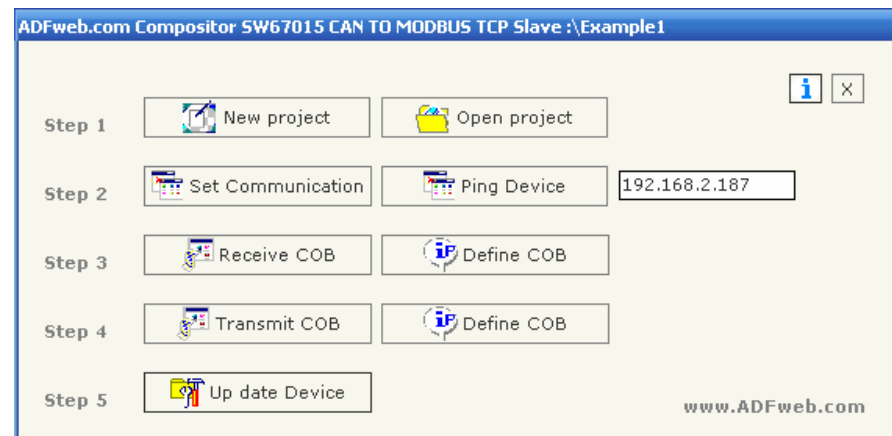 ADFweb.com Compositor SW67015 CAN TO MODBUS TCP Slave :\Example1
i X
Step 1 New project Open project
Step 2 Set Communication Ping Device 192.168.2.187
Step 3 Receive COB Define COB
Step 4 Transmit COB Define COB
Step 5 Up date Device
www.ADFweb.com